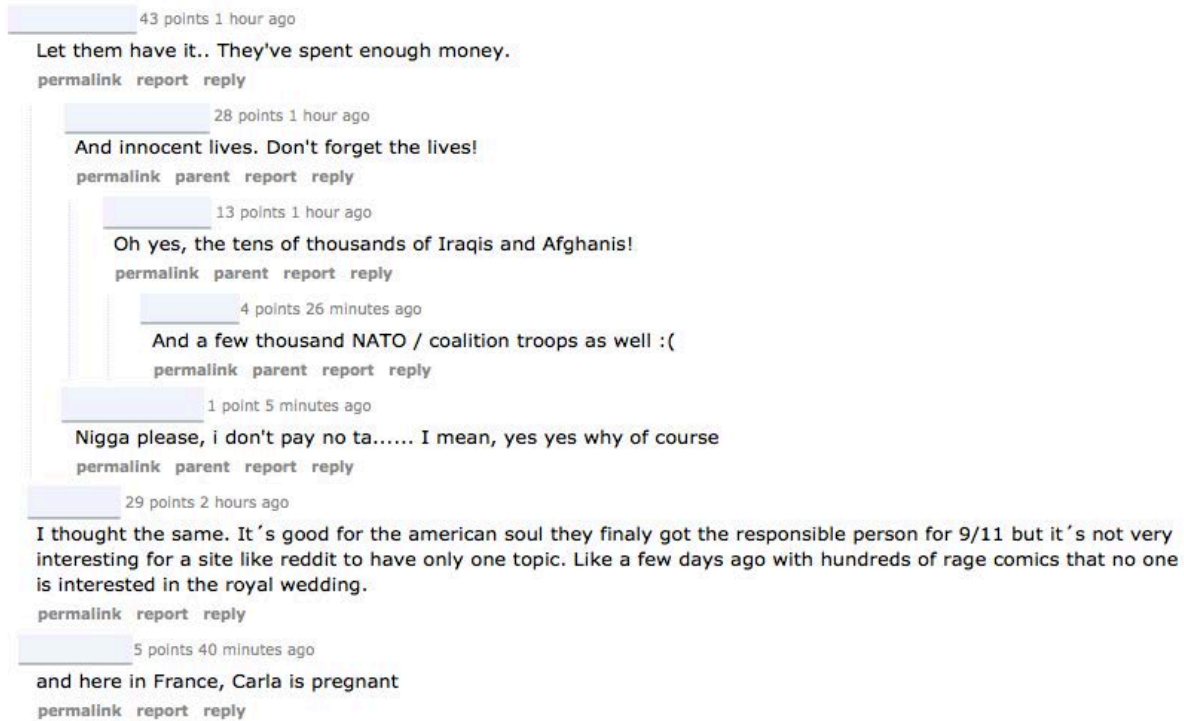 43 points 1 hour ago
Let them have it.. They've spent enough money.
permalink report reply
28 points 1 hour ago
And innocent lives. Don't forget the lives!
permalink parent report reply
13 points 1 hour ago
Oh yes, the tens of thousands of Iraqis and Afghanis!
permalink parent report reply
4 points 26 minutes ago
And a few thousand NATO / coalition troops as well :(
permalink parent report reply
1 point 5 minutes ago
Nigga please, i don't pay no ta...... I mean, yes yes why of course
permalink parent report reply
29 points 2 hours ago
I thought the same. It´s good for the american soul they finaly got the responsible person for 9/11 but it´s not very
interesting for a site like reddit to have only one topic. Like a few days ago with hundreds of rage comics that no one
is interested in the royal wedding.
permalink report reply
5 points 40 minutes ago
and here in France, Carla is pregnant
permalink report reply